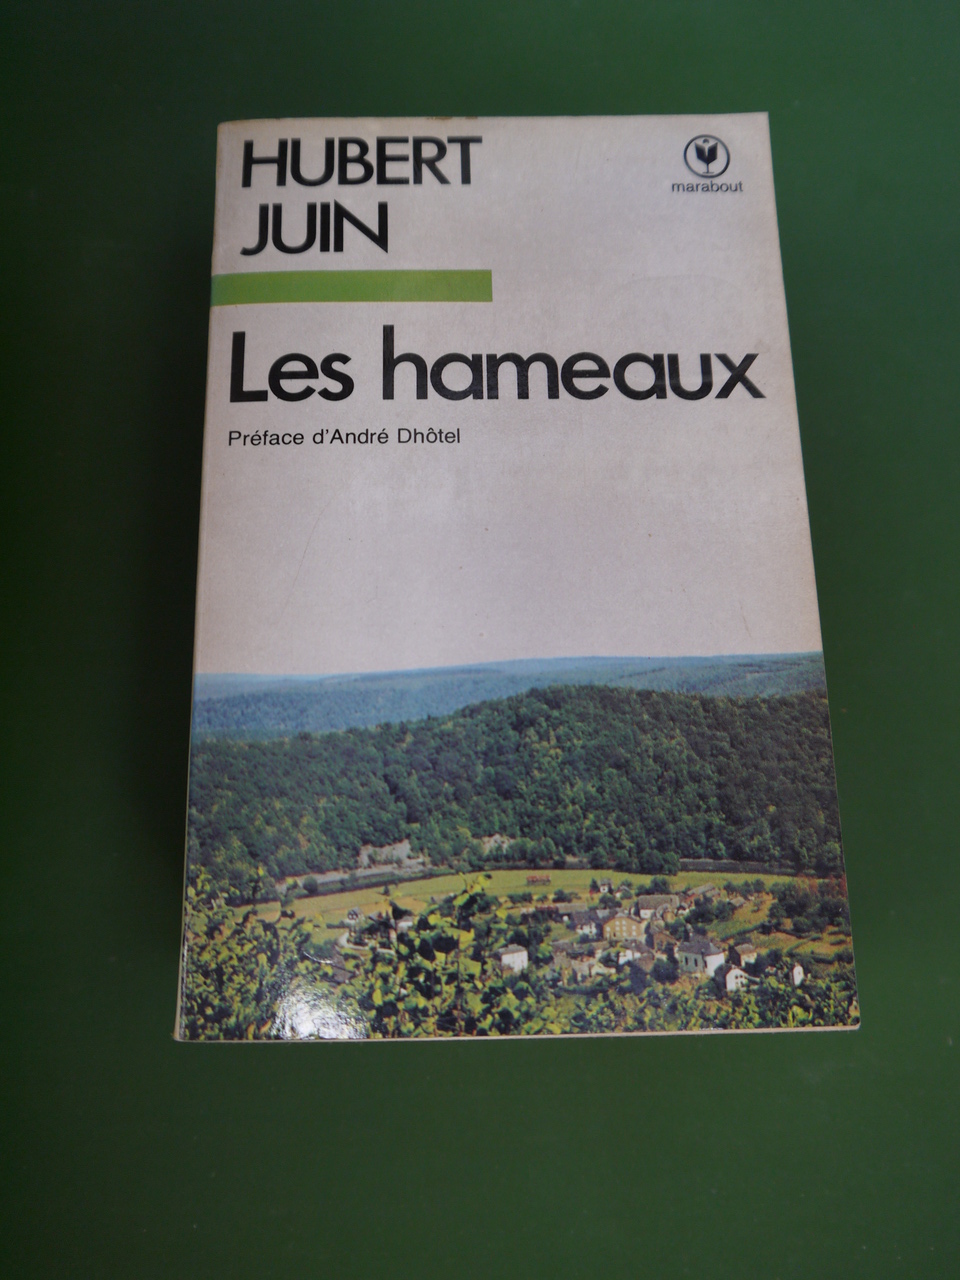 HUBERT
JUIN
marabout
Les hameaux
Préface d'André Dhôtel